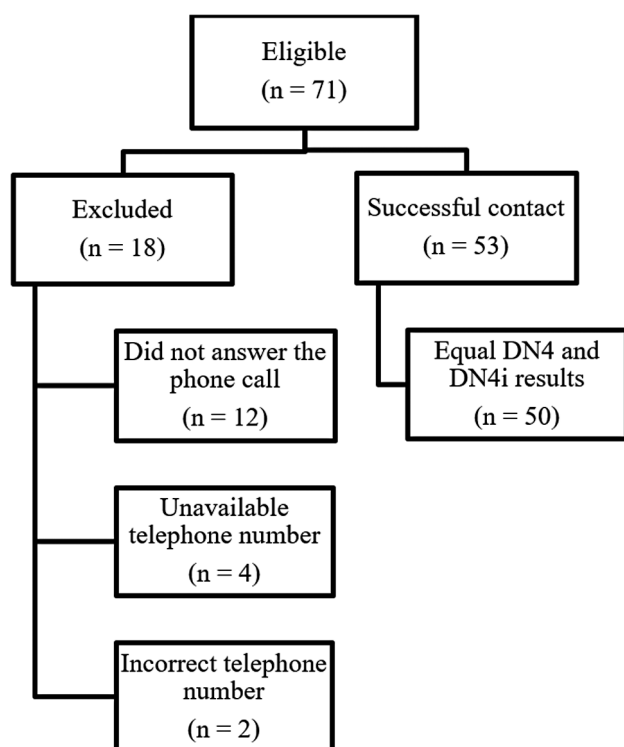 Eligible
(n = 71)
Excluded
(n = 18)
Successful contact
(n = 53)
Did not answer the
phone call
(n = 12)
Equal DN4 and
DN4i results
(n = 50)
Unavailable
telephone number
(n = 4)
Incorrect telephone
number
(n = 2)